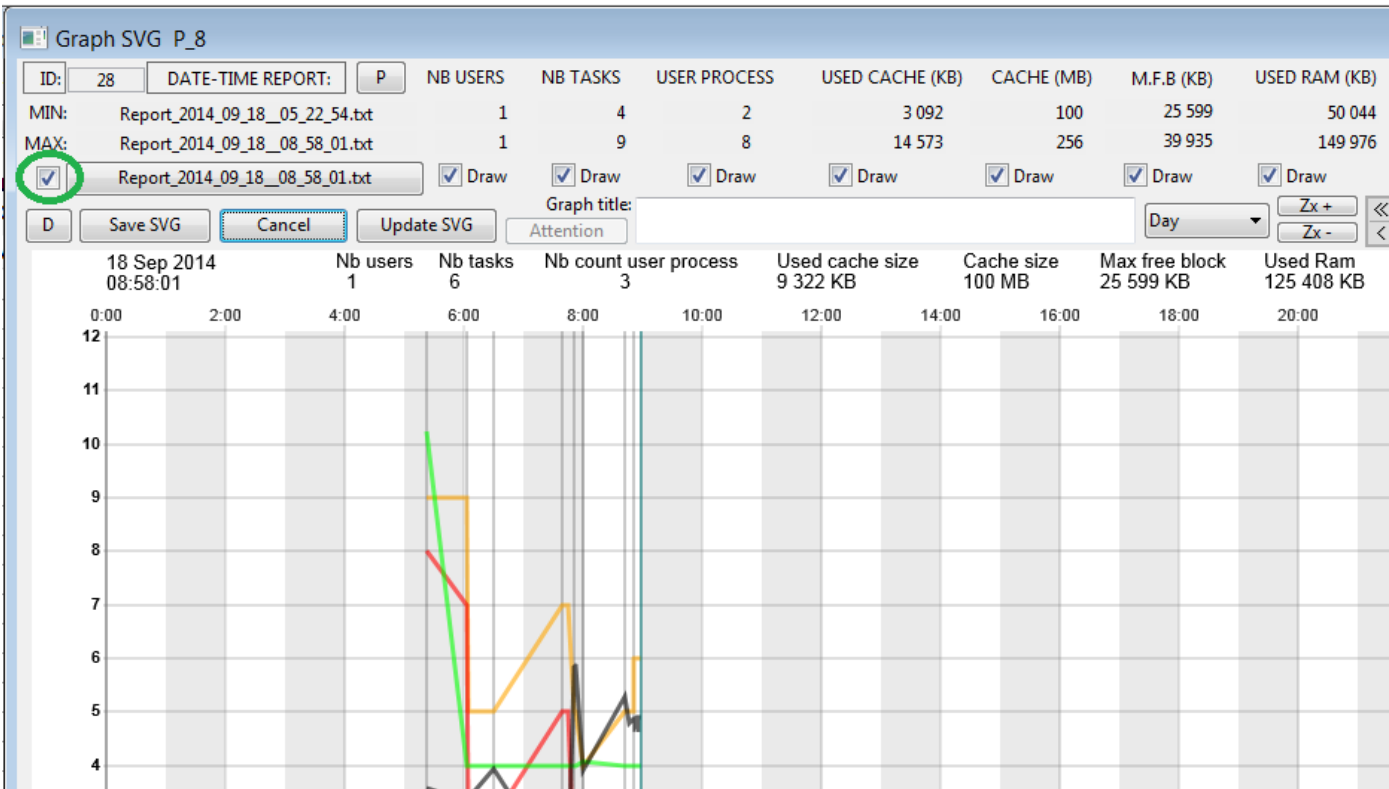 Graph SVG P_8
ID: 28 DATE-TIME REPORT: P NB USERS NB TASKS USER PROCESS USED CACHE (KB) CACHE (MB) M.F.B (KB) USED RAM (KB)
MIN: Report_2014_09_18__05_22_54.txt 1 4 2 3 092 100 25 599 50 044
MAX: Report_2014_09_18__08_58_01.txt 1 9 8 14 573 256 39 935 149 976
Report_2014_09_18__08_58_01.txt Draw Draw Draw Draw Draw Draw Draw
Graph title: Zx +
D Save SVG Cancel Update SVG Attention Day Zx - <
18 Sep 2014 Nb users Nb tasks Nb count user process Used cache size Cache size Max free block Used Ram
08:58:01 1 6 3 9 322 KB 100 MB 25 599 KB 125 408 KB
0:00 2:00 4:00 6:00 8:00 10:00 12:00 14:00 16:00 18:00 20:00
12
11
10
9
8
7
6
5
4